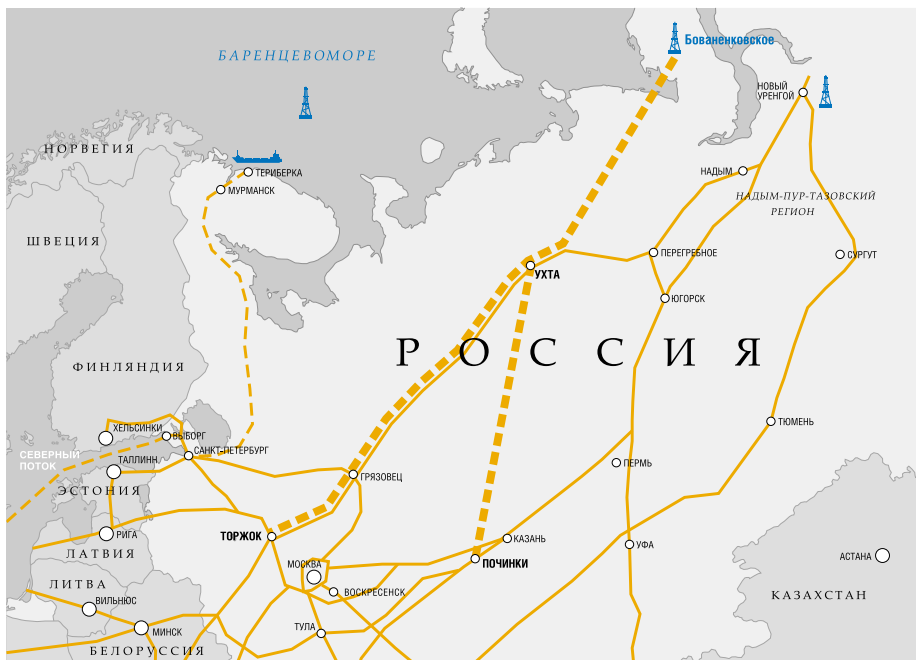 Бованенковское
БАРЕНЦЕВОМОРЕ
НОВЫЙ
УРЕНГОЙ
НОРВЕГИЯ
ТЕРИБЕРКА
МУРМАНСК
НАДЫМ
НАДЫМ-ПУР-ТАЗОВСКИЙ
РЕГИОН
ШВЕЦИЯ
ПЕРЕГРЕБНОЕ
СУРГУТ
УХТА
ЮГОРСК
РОССИЯ
ФИНЛЯНДИЯ
ХЕЛЬСИНКИ
ВЫБОРГ
ТЮМЕНЬ
СЕВЕРНЫЙ
ПОТОК
ТАЛЛИНН
САНКТ-ПЕТЕРБУРГ
ГРЯЗОВЕЦ
ПЕРМЬ
ЭСТОНИЯ
РИГА
ТОРЖОК
КАЗАНЬ
УФА
ЛАТВИЯ
МОСКВА
ПОЧИНКИ
АСТАНА
ЛИТВА
ВОСКРЕСЕНСК
КАЗАХСТАН
ВИЛЬНЮС
МИНСК
ТУЛА
БЕЛОРУССИЯ